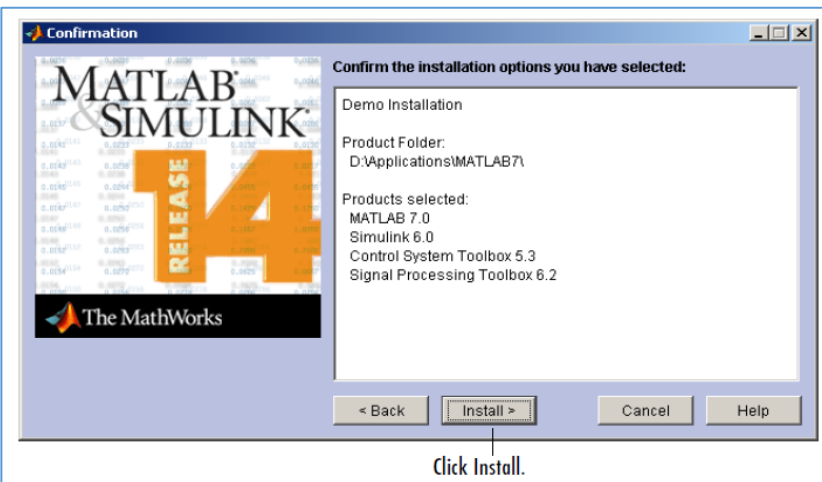 Confirmation
MATLAB®
&SIMULINK®
RELEASE
14
The MathWorks
Confirm the installation options you have selected:
Demo Installation
Product Folder:
D:\Applications\MATLAB7\
Products selected:
MATLAB 7.0
Simulink 6.0
Control System Toolbox 5.3
Signal Processing Toolbox 6.2
< Back
Install >
Cancel
Help
Click Install.